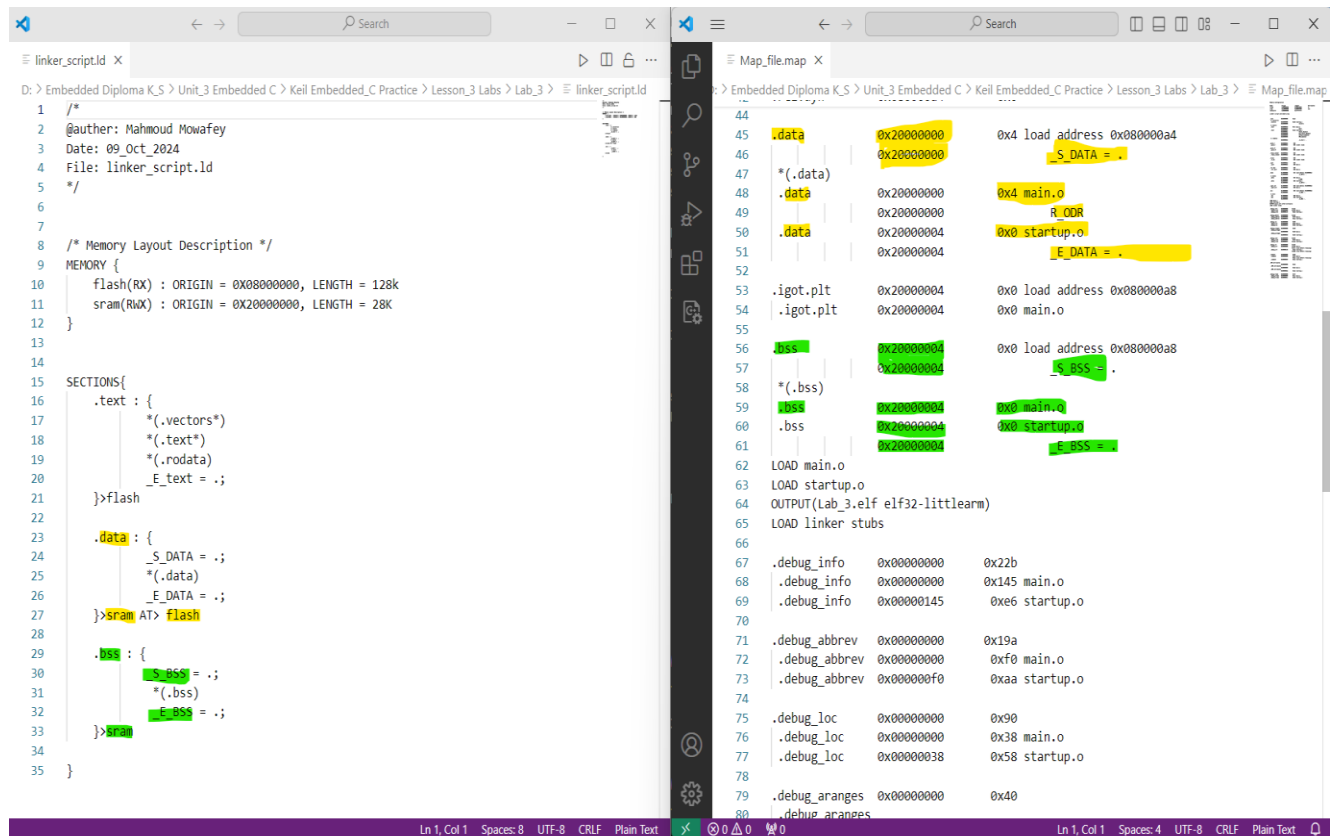 Search
linker_script.ld
D: > Embedded Diploma K_S > Unit_3 Embedded C > Keil Embedded_C Practice > Lesson_3 Labs > Lab_3 > linker_script.ld
1 /*
2 @auther: Mahmoud Mowafey
3 Date: 09_Oct_2024
4 File: linker_script.ld
5 */
6
7
8 /* Memory Layout Description */
9 MEMORY {
10 flash(RX) : ORIGIN = 0X08000000, LENGTH = 128k
11 sram(RWX) : ORIGIN = 0X20000000, LENGTH = 28K
12 }
13
14
15 SECTIONS{
16 .text : {
17 *(.vectors*)
18 *(.text*)
19 *(.rodata)
20 _E_text = .;
21 }>flash
22
23 .data : {
24 _S_DATA = .;
25 *(.data)
26 _E_DATA = .;
27 }>sram AT> flash
28
29 .bss : {
30 _S_BSS = .;
31 *(.bss)
32 _E_BSS = .;
33 }>sram
34
35 }
Ln 1, Col 1 Spaces: 8 UTF-8 CRLF Plain Text
Search
Map_file.map
> Embedded Diploma K_S > Unit_3 Embedded C > Keil Embedded_C Practice > Lesson_3 Labs > Lab_3 > Map_file.map
44
45 .data 0x20000000 0x4 load address 0x080000a4
46 0x20000000 _S_DATA = .
47 *(.data)
48 .data 0x20000000 0x4 main.o
49 0x20000000 R_ODR
50 .data 0x20000004 0x0 startup.o
51 0x20000004 _E_DATA = .
52
53 .igot.plt 0x20000004 0x0 load address 0x080000a8
54 .igot.plt 0x20000004 0x0 main.o
55
56 .bss 0x20000004 0x0 load address 0x080000a8
57 0x20000004 _S_BSS = .
58 *(.bss)
59 .bss 0x20000004 0x0 main.o
60 .bss 0x20000004 0x0 startup.o
61 0x20000004 _E_BSS = .
62 LOAD main.o
63 LOAD startup.o
64 OUTPUT(Lab_3.elf elf32-littlearm)
65 LOAD linker stubs
66
67 .debug_info 0x00000000 0x22b
68 .debug_info 0x00000000 0x145 main.o
69 .debug_info 0x00000145 0xe6 startup.o
70
71 .debug_abbrev 0x00000000 0x19a
72 .debug_abbrev 0x00000000 0xf0 main.o
73 .debug_abbrev 0x000000f0 0xaa startup.o
74
75 .debug_loc 0x00000000 0x90
76 .debug_loc 0x00000000 0x38 main.o
77 .debug_loc 0x00000038 0x58 startup.o
78
79 .debug_aranges 0x00000000 0x40
80 .debug_aranges
0 0 0 Ln 1, Col 1 Spaces: 4 UTF-8 CRLF Plain Text